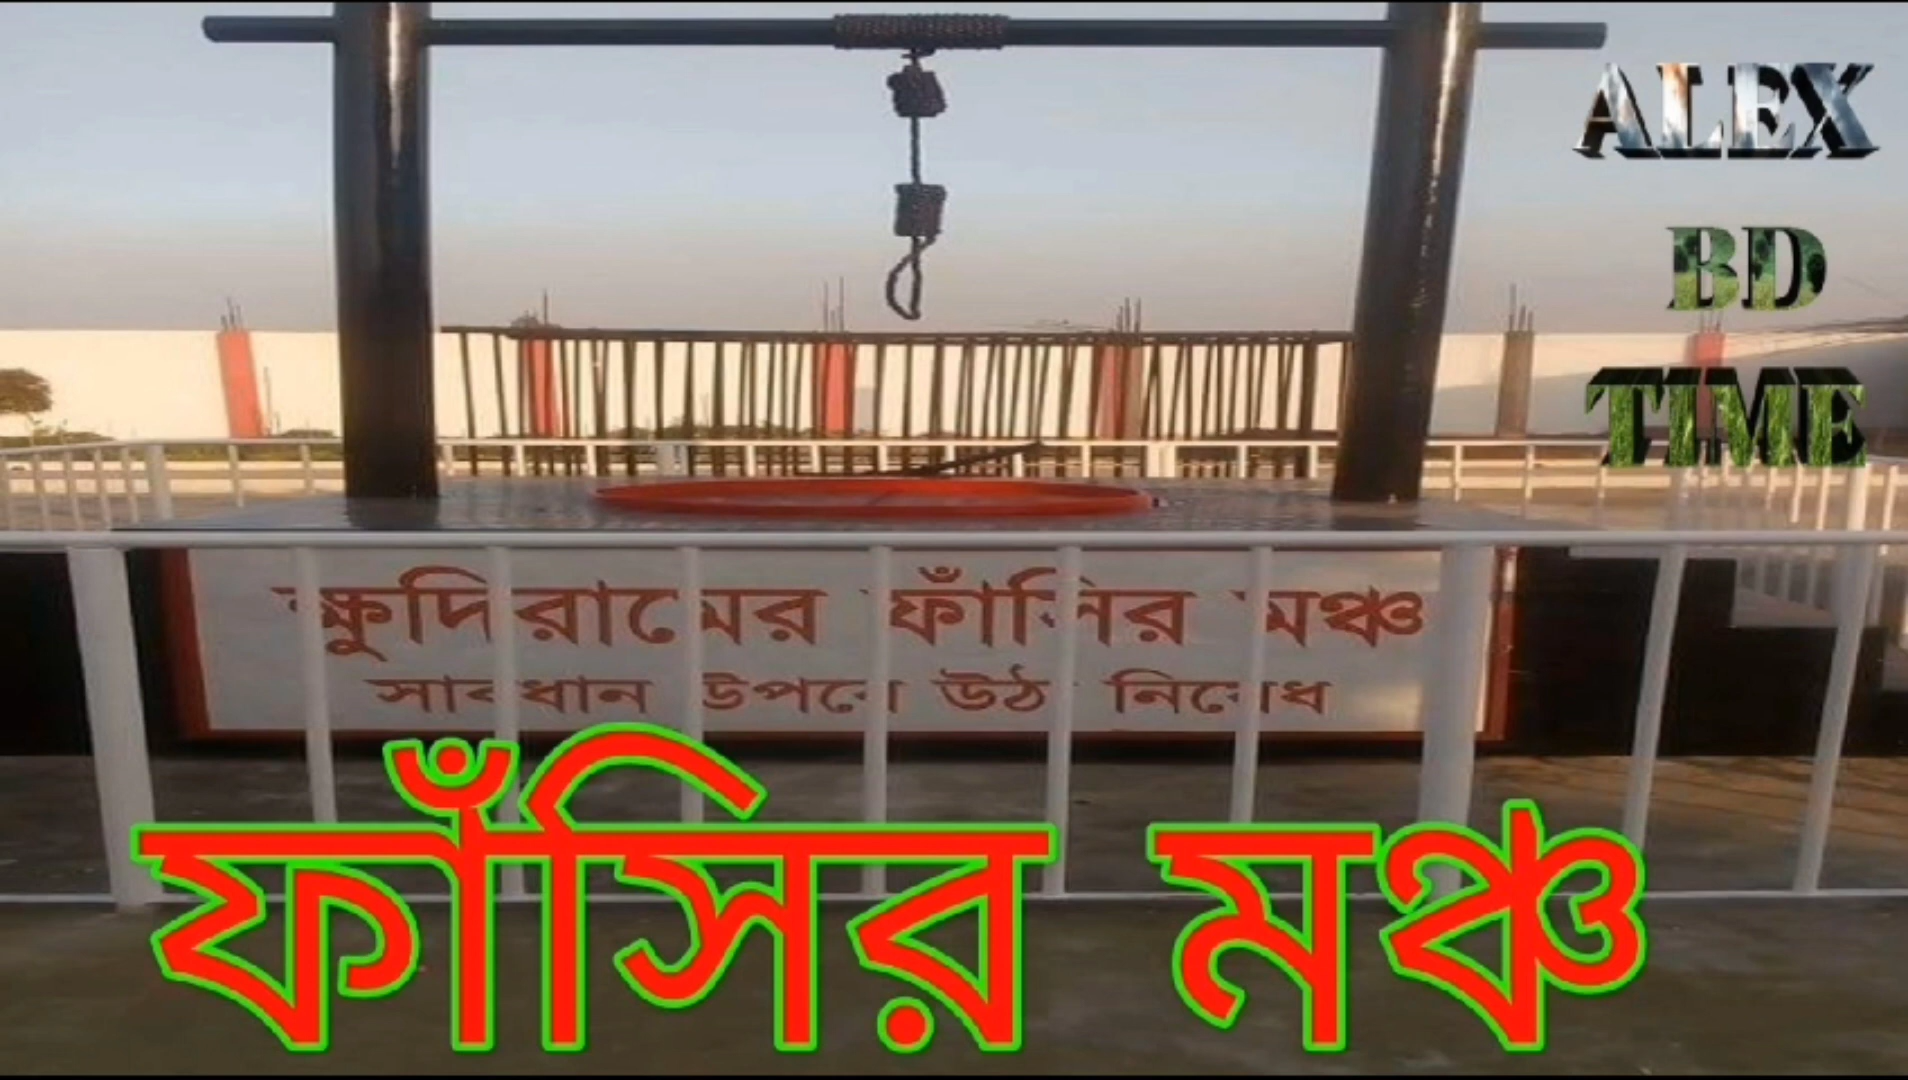 ALEX
BD
TIME
ক্ষুদিরামের ফাঁসির মঞ্চ
সাবধান উপরে উঠা নিষেধ
ফাঁসির মঞ্চ